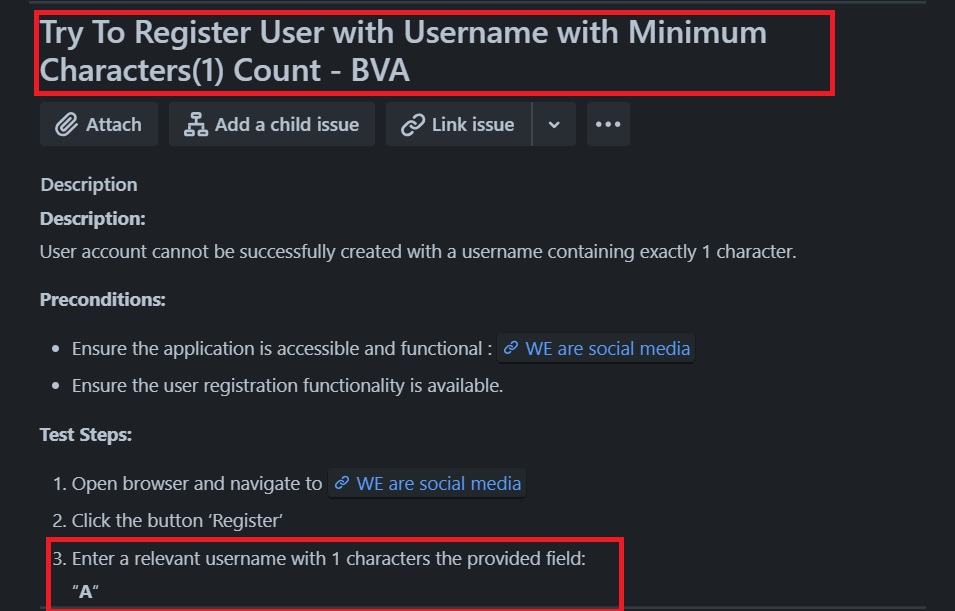 Try To Register User with Username with Minimum
Characters(1) Count - BVA
Attach
Add a child issue
Link issue
Description
Description:
User account cannot be successfully created with a username containing exactly 1 character.
Preconditions:
• Ensure the application is accessible and functional : WE are social media
• Ensure the user registration functionality is available.
Test Steps:
1. Open browser and navigate to WE are social media
2. Click the button ‘Register’
3. Enter a relevant username with 1 characters the provided field:
“A“